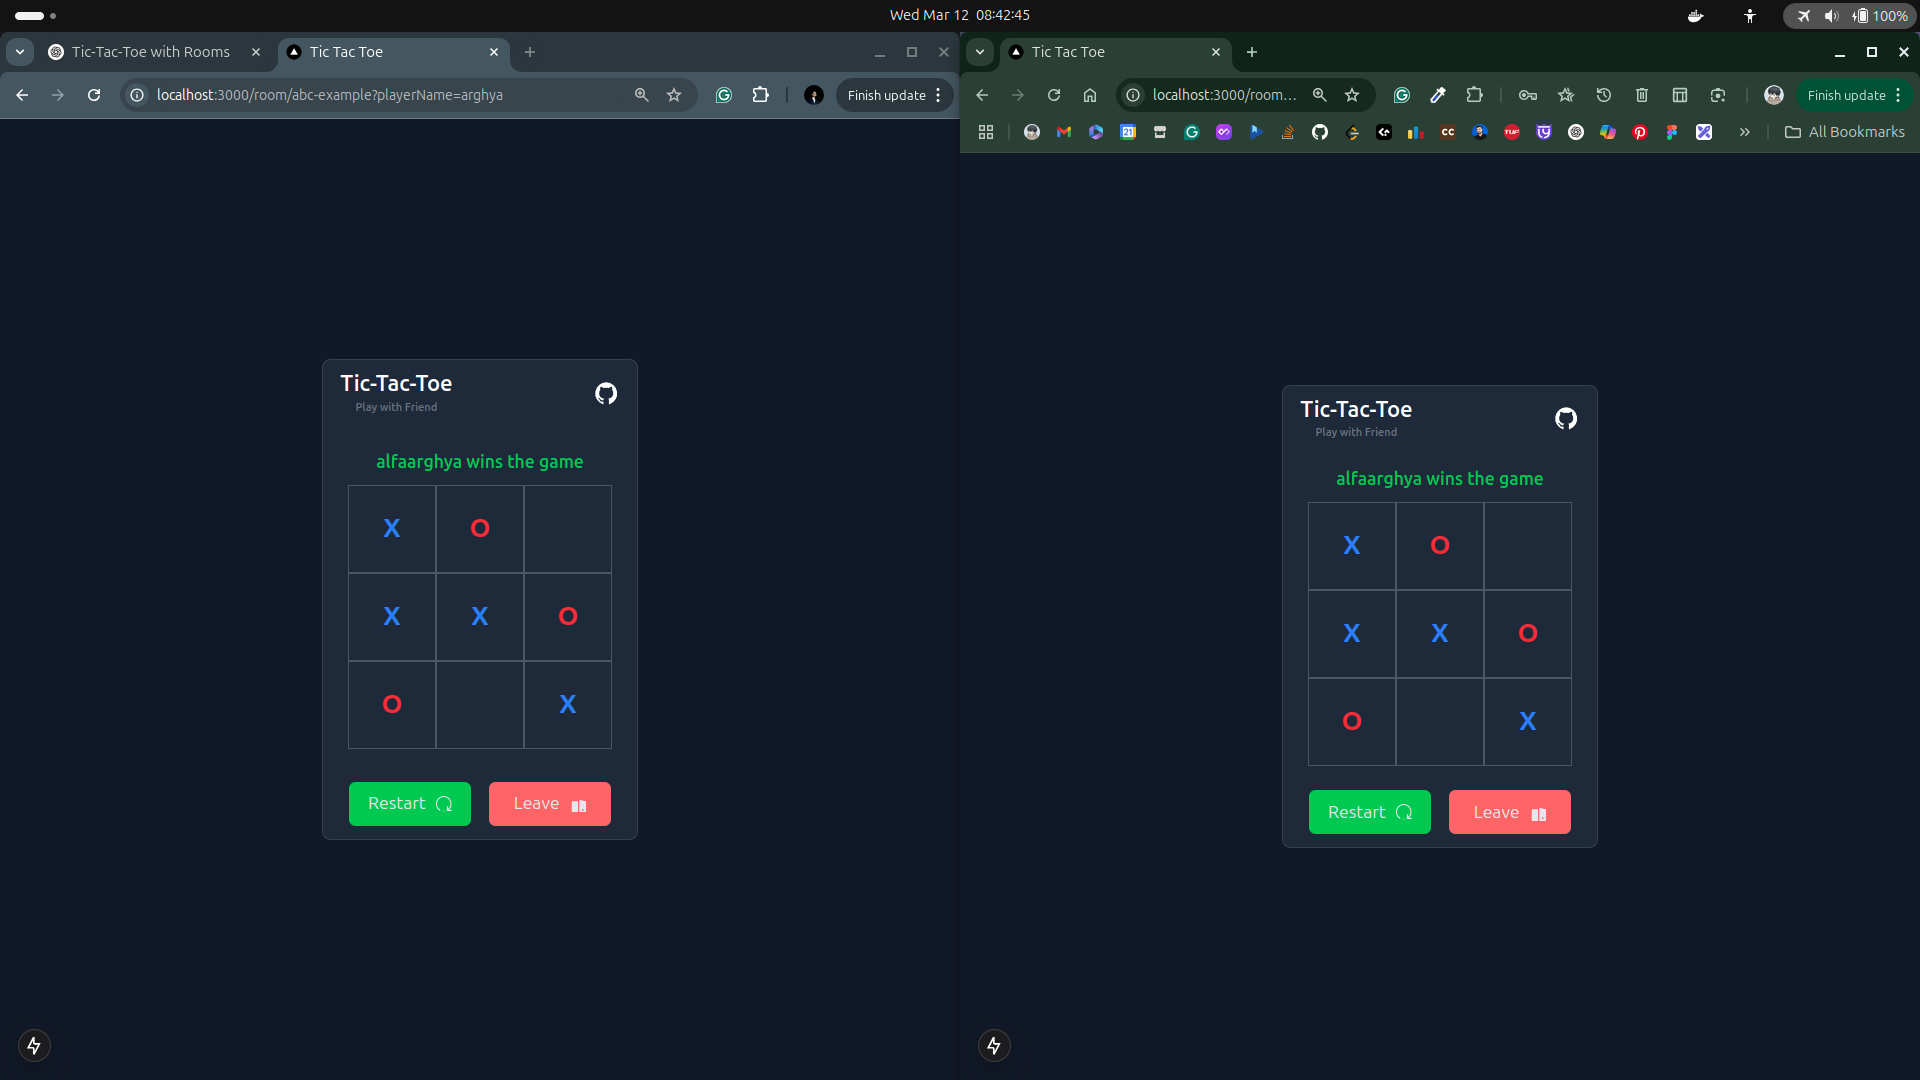 Wed Mar 12 08:42:45
100%
Tic-Tac-Toe with Rooms
Tic Tac Toe
localhost:3000/room/abc-example?playerName=arghya
Finish update
Tic-Tac-Toe
Play with Friend
alfaarghya wins the game
X O
X X O
O X
Restart
Leave
Tic Tac Toe
localhost:3000/room...
Finish update
21
CC
TUF
All Bookmarks
Tic-Tac-Toe
Play with Friend
alfaarghya wins the game
X O
X X O
O X
Restart
Leave